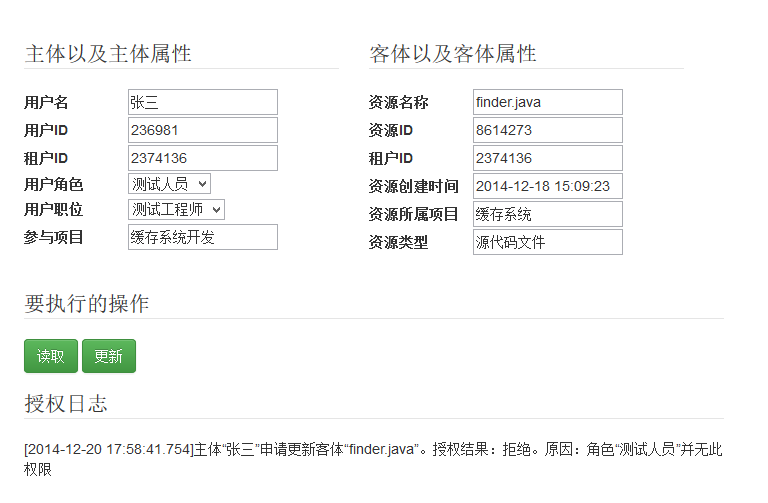 主体以及主体属性
用户名 张三
用户ID 236981
租户ID 2374136
用户角色 测试人员
用户职位 测试工程师
参与项目 缓存系统开发
客体以及客体属性
资源名称 finder.java
资源ID 8614273
租户ID 2374136
资源创建时间 2014-12-18 15:09:23
资源所属项目 缓存系统
资源类型 源代码文件
要执行的操作
读取 更新
授权日志
[2014-12-20 17:58:41.754]主体“张三”申请更新客体“finder.java”。授权结果：拒绝。原因：角色“测试人员”并无此
权限